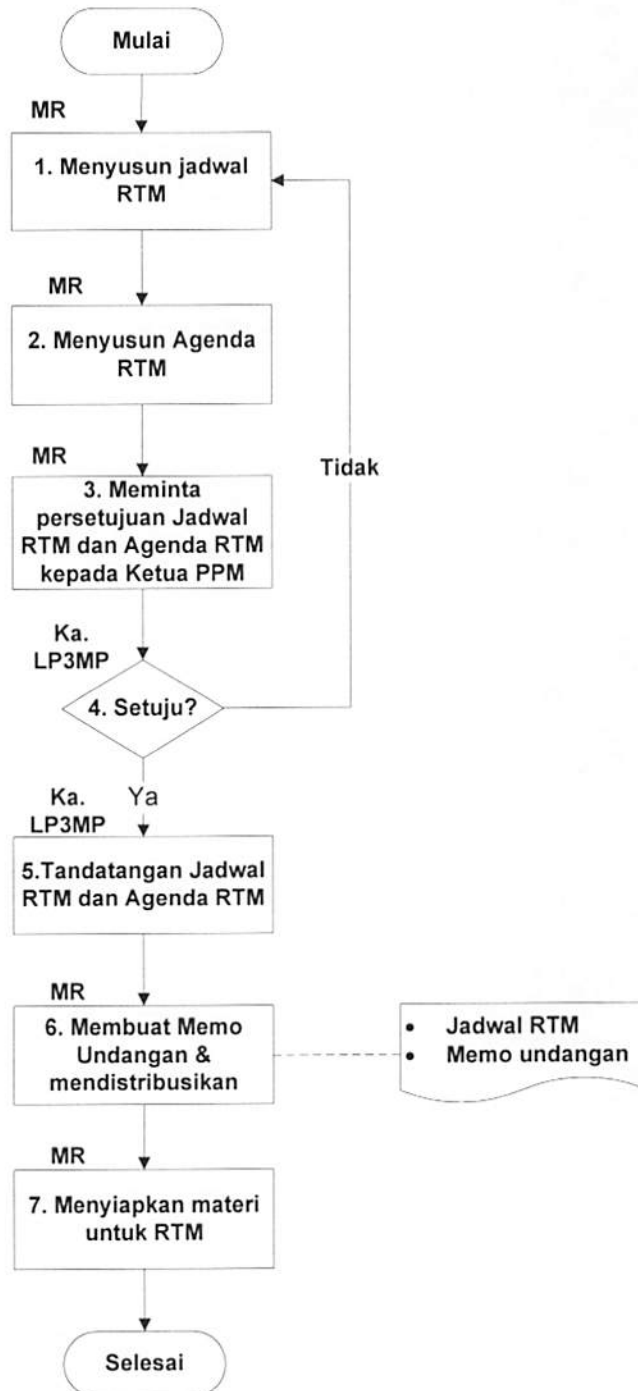 Mulai
MR
1. Menyusun jadwal
RTM
MR
2. Menyusun Agenda
RTM
MR
3. Meminta
persetujuan Jadwal
RTM dan Agenda RTM
kepada Ketua PPM
Tidak
Ka.
LP3MP
4. Setuju?
Ka.
LP3MP
Ya
5.Tandatangan Jadwal
RTM dan Agenda RTM
MR
6. Membuat Memo
Undangan &
mendistribusikan
• Jadwal RTM
• Memo undangan
MR
7. Menyiapkan materi
untuk RTM
Selesai